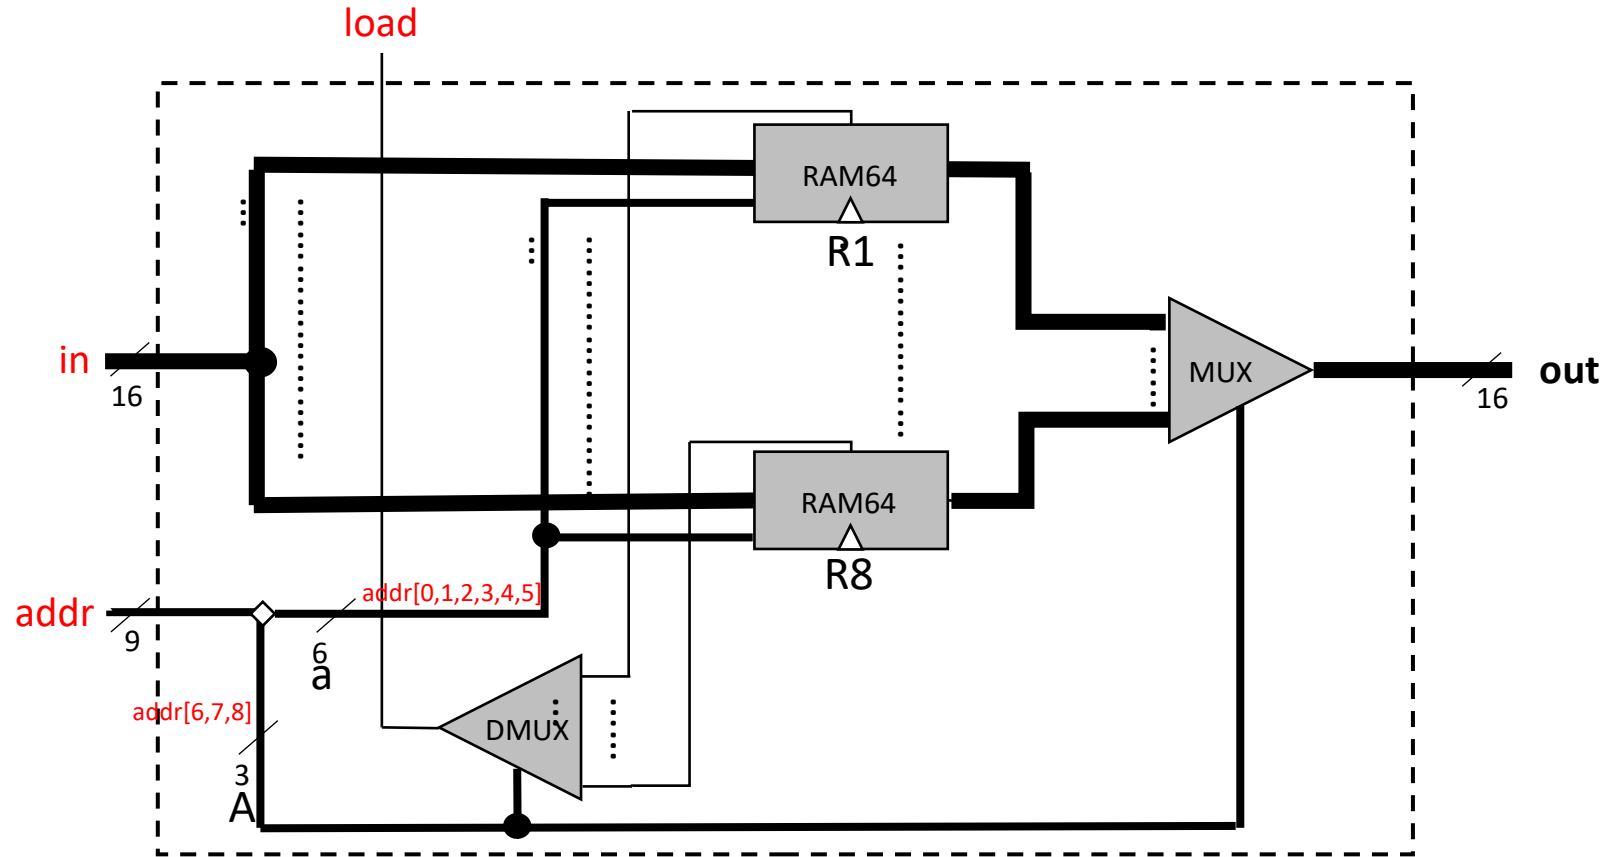 load
RAM64
R1
in
16
MUX
out
16
RAM64
R8
addr
9
addr[0,1,2,3,4,5]
6
a
addr[6,7,8]
DMUX
3
A